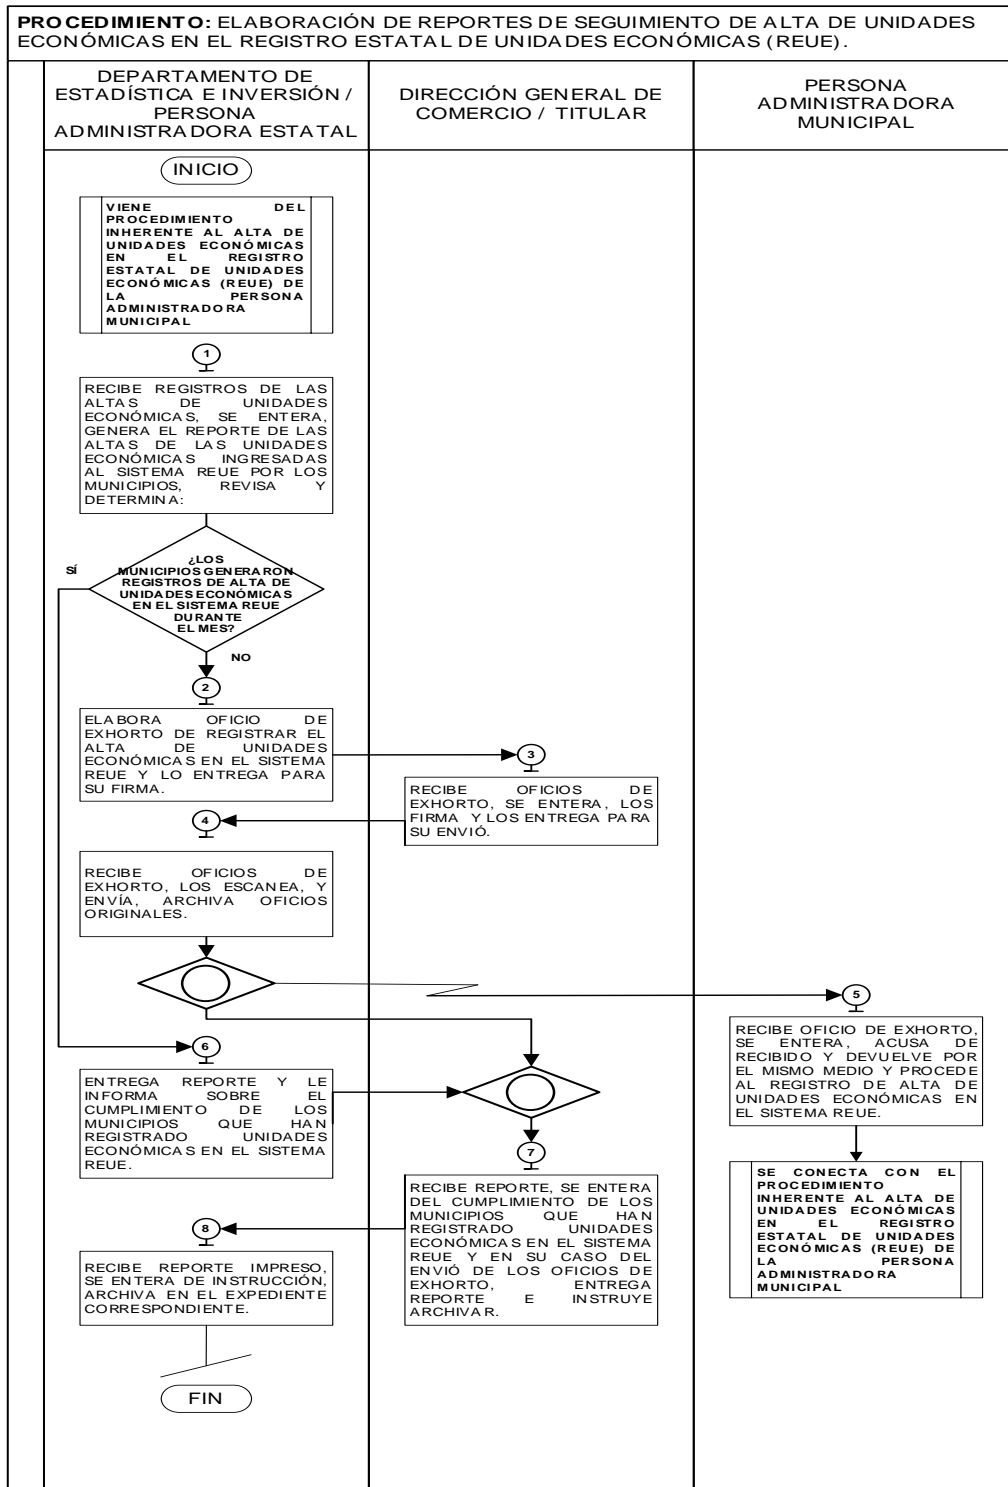 PROCEDIMIENTO: ELABORACIÓN DE REPORTES DE SEGUIMIENTO DE ALTA DE UNIDADES
ECONÓMICAS EN EL REGISTRO ESTATAL DE UNIDADES ECONÓMICAS (REUE).
DEPARTAMENTO DE
ESTADÍSTICA E INVERSIÓN /
PERSONA
ADMINISTRADORA ESTATAL
DIRECCIÓN GENERAL DE
COMERCIO / TITULAR
PERSONA
ADMINISTRADORA
MUNICIPAL
INICIO
VIENE DEL
PROCEDIMIENTO
INHERENTE AL ALTA DE
UNIDADES ECONÓMICAS
EN EL REGISTRO
ESTATAL DE UNIDADES
ECONÓMICAS (REUE) DE
LA PERSONA
ADMINISTRADORA
MUNICIPAL
1
RECIBE REGISTROS DE LAS
ALTAS DE UNIDADES
ECONÓMICAS, SE ENTERA,
GENERA EL REPORTE DE LAS
ALTAS DE LAS UNIDADES
ECONÓMICAS INGRESADAS
AL SISTEMA REUE POR LOS
MUNICIPIOS, REVISA Y
DETERMINA:
¿LOS
MUNICIPIOS GENERARON
REGISTROS DE ALTA DE
UNIDADES ECONÓMICAS
EN EL SISTEMA REUE
DURANTE
EL MES?
SÍ
NO
2
ELABORA OFICIO DE
EXHORTO DE REGISTRAR EL
ALTA DE UNIDADES
ECONÓMICAS EN EL SISTEMA
REUE Y LO ENTREGA PARA
SU FIRMA.
3
RECIBE OFICIOS DE
EXHORTO, SE ENTERA, LOS
FIRMA Y LOS ENTREGA PARA
SU ENVIÓ.
4
RECIBE OFICIOS DE
EXHORTO, LOS ESCANEA, Y
ENVÍA, ARCHIVA OFICIOS
ORIGINALES.
5
RECIBE OFICIO DE EXHORTO,
SE ENTERA, ACUSA DE
RECIBIDO Y DEVUELVE POR
EL MISMO MEDIO Y PROCEDE
AL REGISTRO DE ALTA DE
UNIDADES ECONÓMICAS EN
EL SISTEMA REUE.
SE CONECTA CON EL
PROCEDIMIENTO
INHERENTE AL ALTA DE
UNIDADES ECONÓMICAS
EN EL REGISTRO
ESTATAL DE UNIDADES
ECONÓMICAS (REUE) DE
LA PERSONA
ADMINISTRADORA
MUNICIPAL
6
ENTREGA REPORTE Y LE
INFORMA SOBRE EL
CUMPLIMIENTO DE LOS
MUNICIPIOS QUE HAN
REGISTRADO UNIDADES
ECONÓMICAS EN EL SISTEMA
REUE.
7
RECIBE REPORTE, SE ENTERA
DEL CUMPLIMIENTO DE LOS
MUNICIPIOS QUE HAN
REGISTRADO UNIDADES
ECONÓMICAS EN EL SISTEMA
REUE Y EN SU CASO DEL
ENVIÓ DE LOS OFICIOS DE
EXHORTO, ENTREGA
REPORTE E INSTRUYE
ARCHIVAR.
8
RECIBE REPORTE IMPRESO,
SE ENTERA DE INSTRUCCIÓN,
ARCHIVA EN EL EXPEDIENTE
CORRESPONDIENTE.
FIN